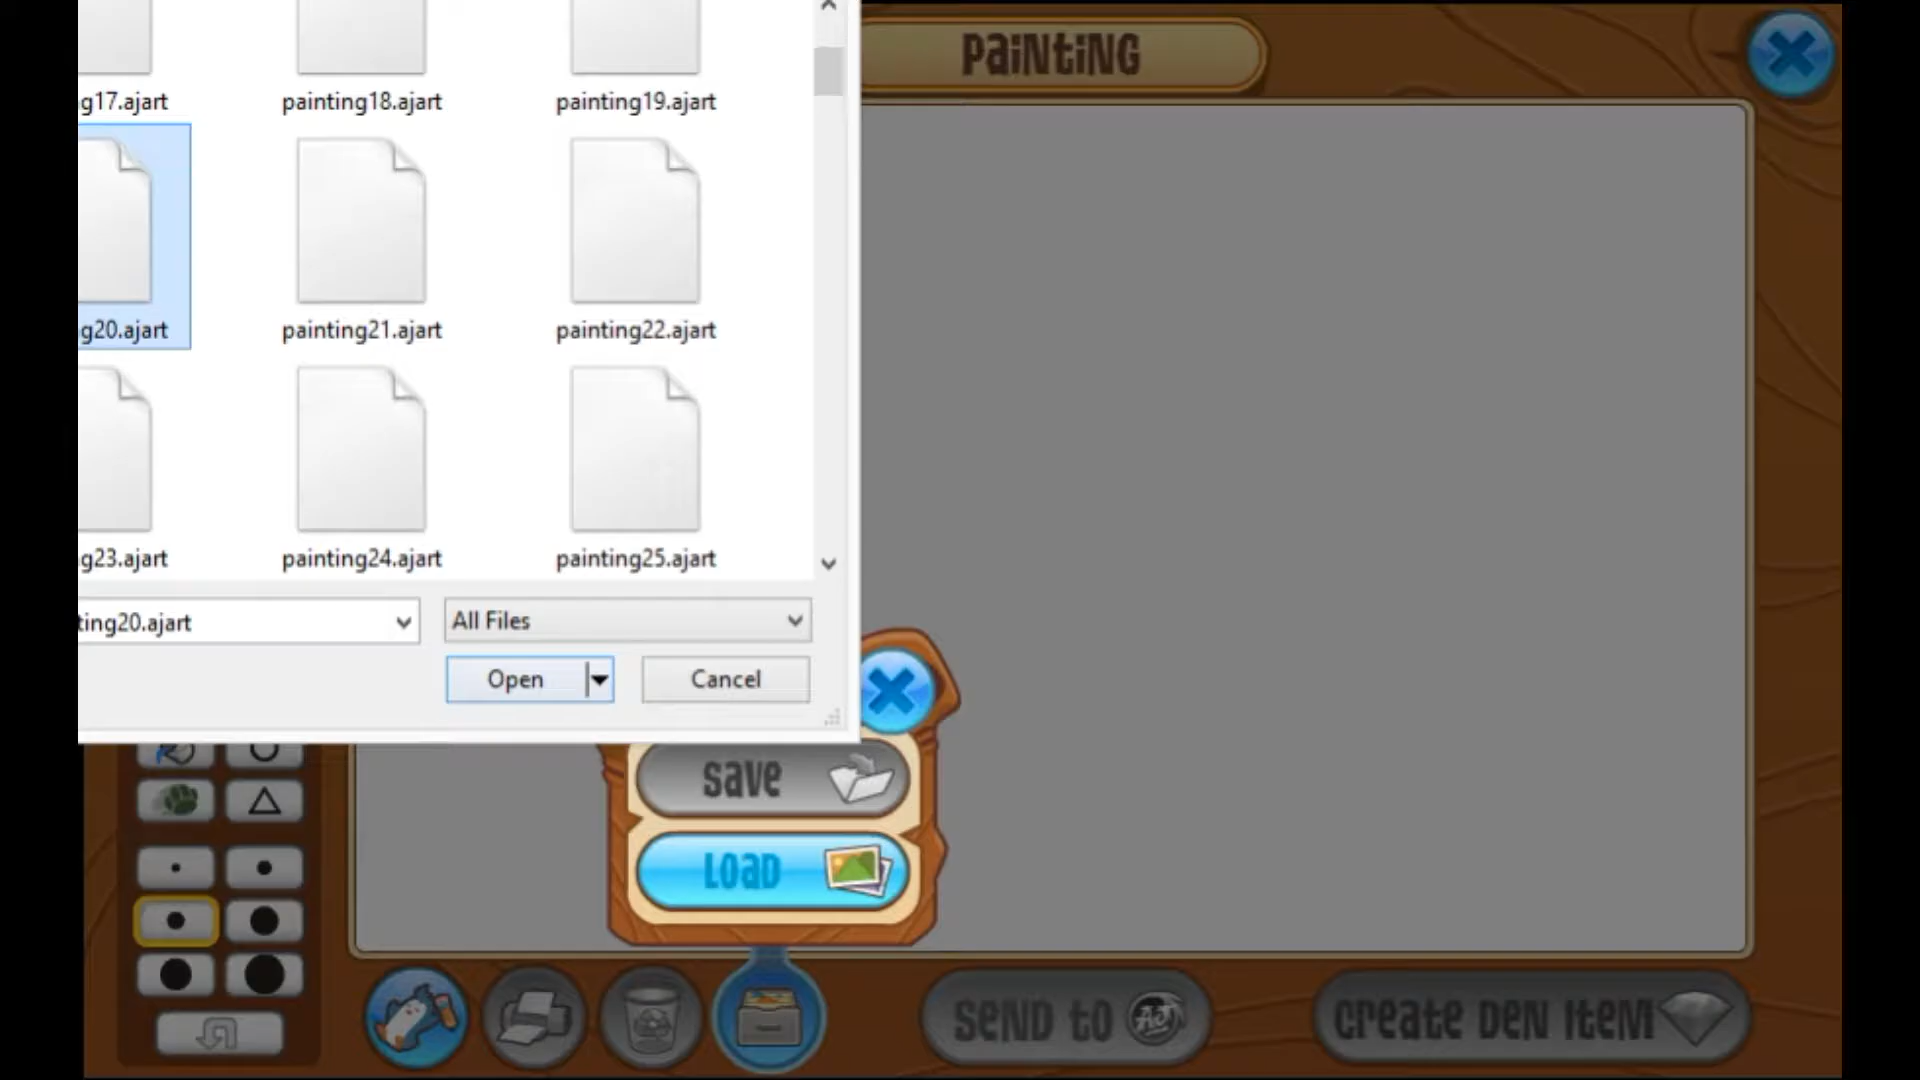 PaiNtiNG
g17.ajart
painting18.ajart
painting19.ajart
g20.ajart
painting21.ajart
painting22.ajart
g23.ajart
painting24.ajart
painting25.ajart
ting20.ajart
All Files
Open
Cancel
Save
LOaD
SeND to AJ
Create DeN iteM